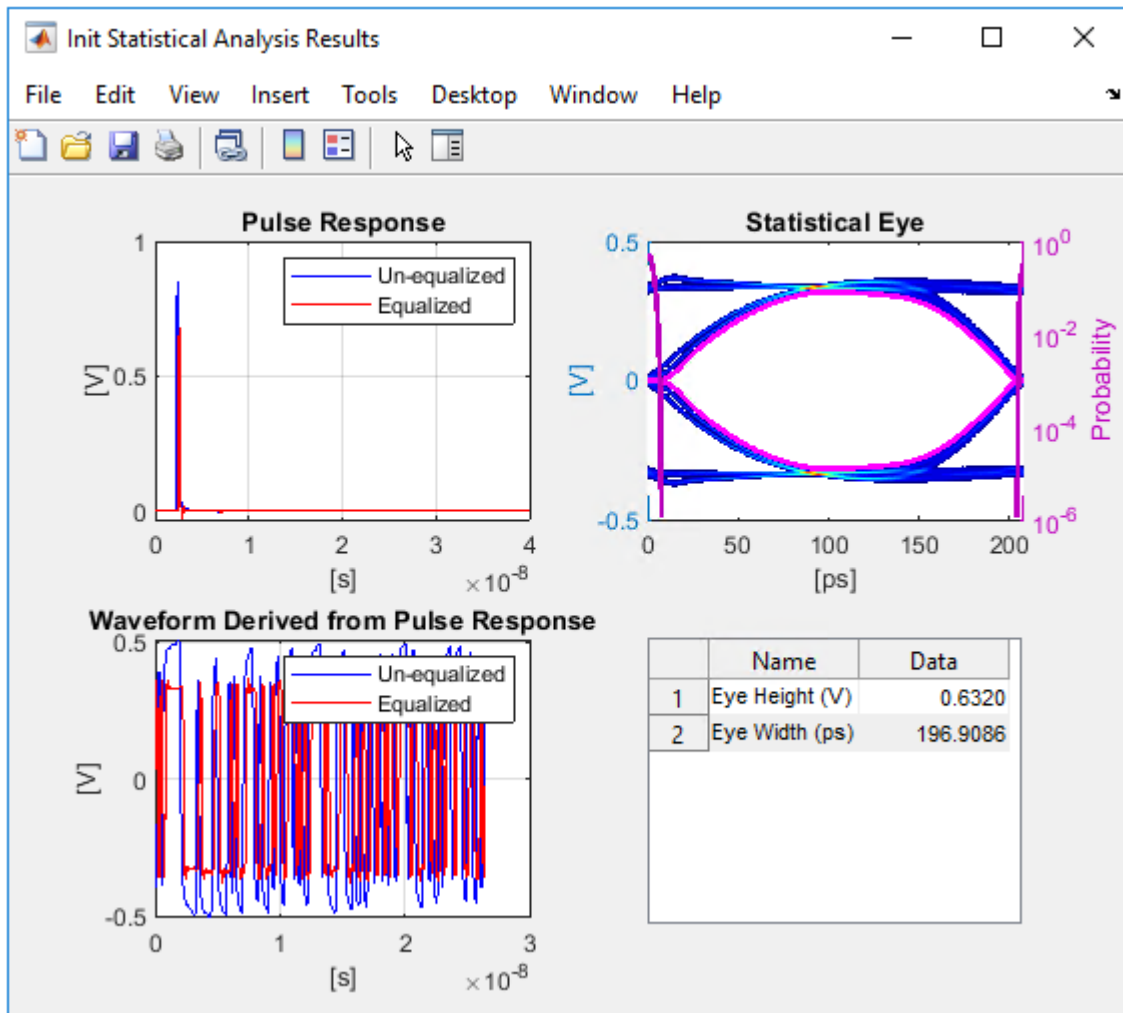 Init Statistical Analysis Results
File Edit View Insert Tools Desktop Window Help
Pulse Response
1
0.5
0
[V]
Un-equalized
Equalized
0 1 2 3 4
[s]
×10^-8
Statistical Eye
0.5
0
-0.5
[V]
10^0
10^-2
10^-4
10^-6
Probability
0 50 100 150 200
[ps]
Waveform Derived from Pulse Response
0.5
0
-0.5
[V]
Un-equalized
Equalized
0 1 2 3
[s]
×10^-8
Name Data
1 Eye Height (V) 0.6320
2 Eye Width (ps) 196.9086